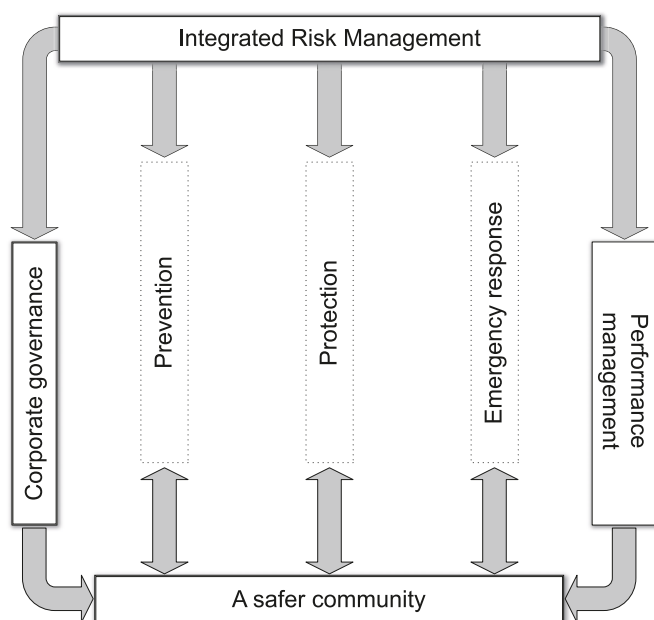 Integrated Risk Management
Corporate governance
Prevention
Protection
Emergency response
Performance
management
A safer community